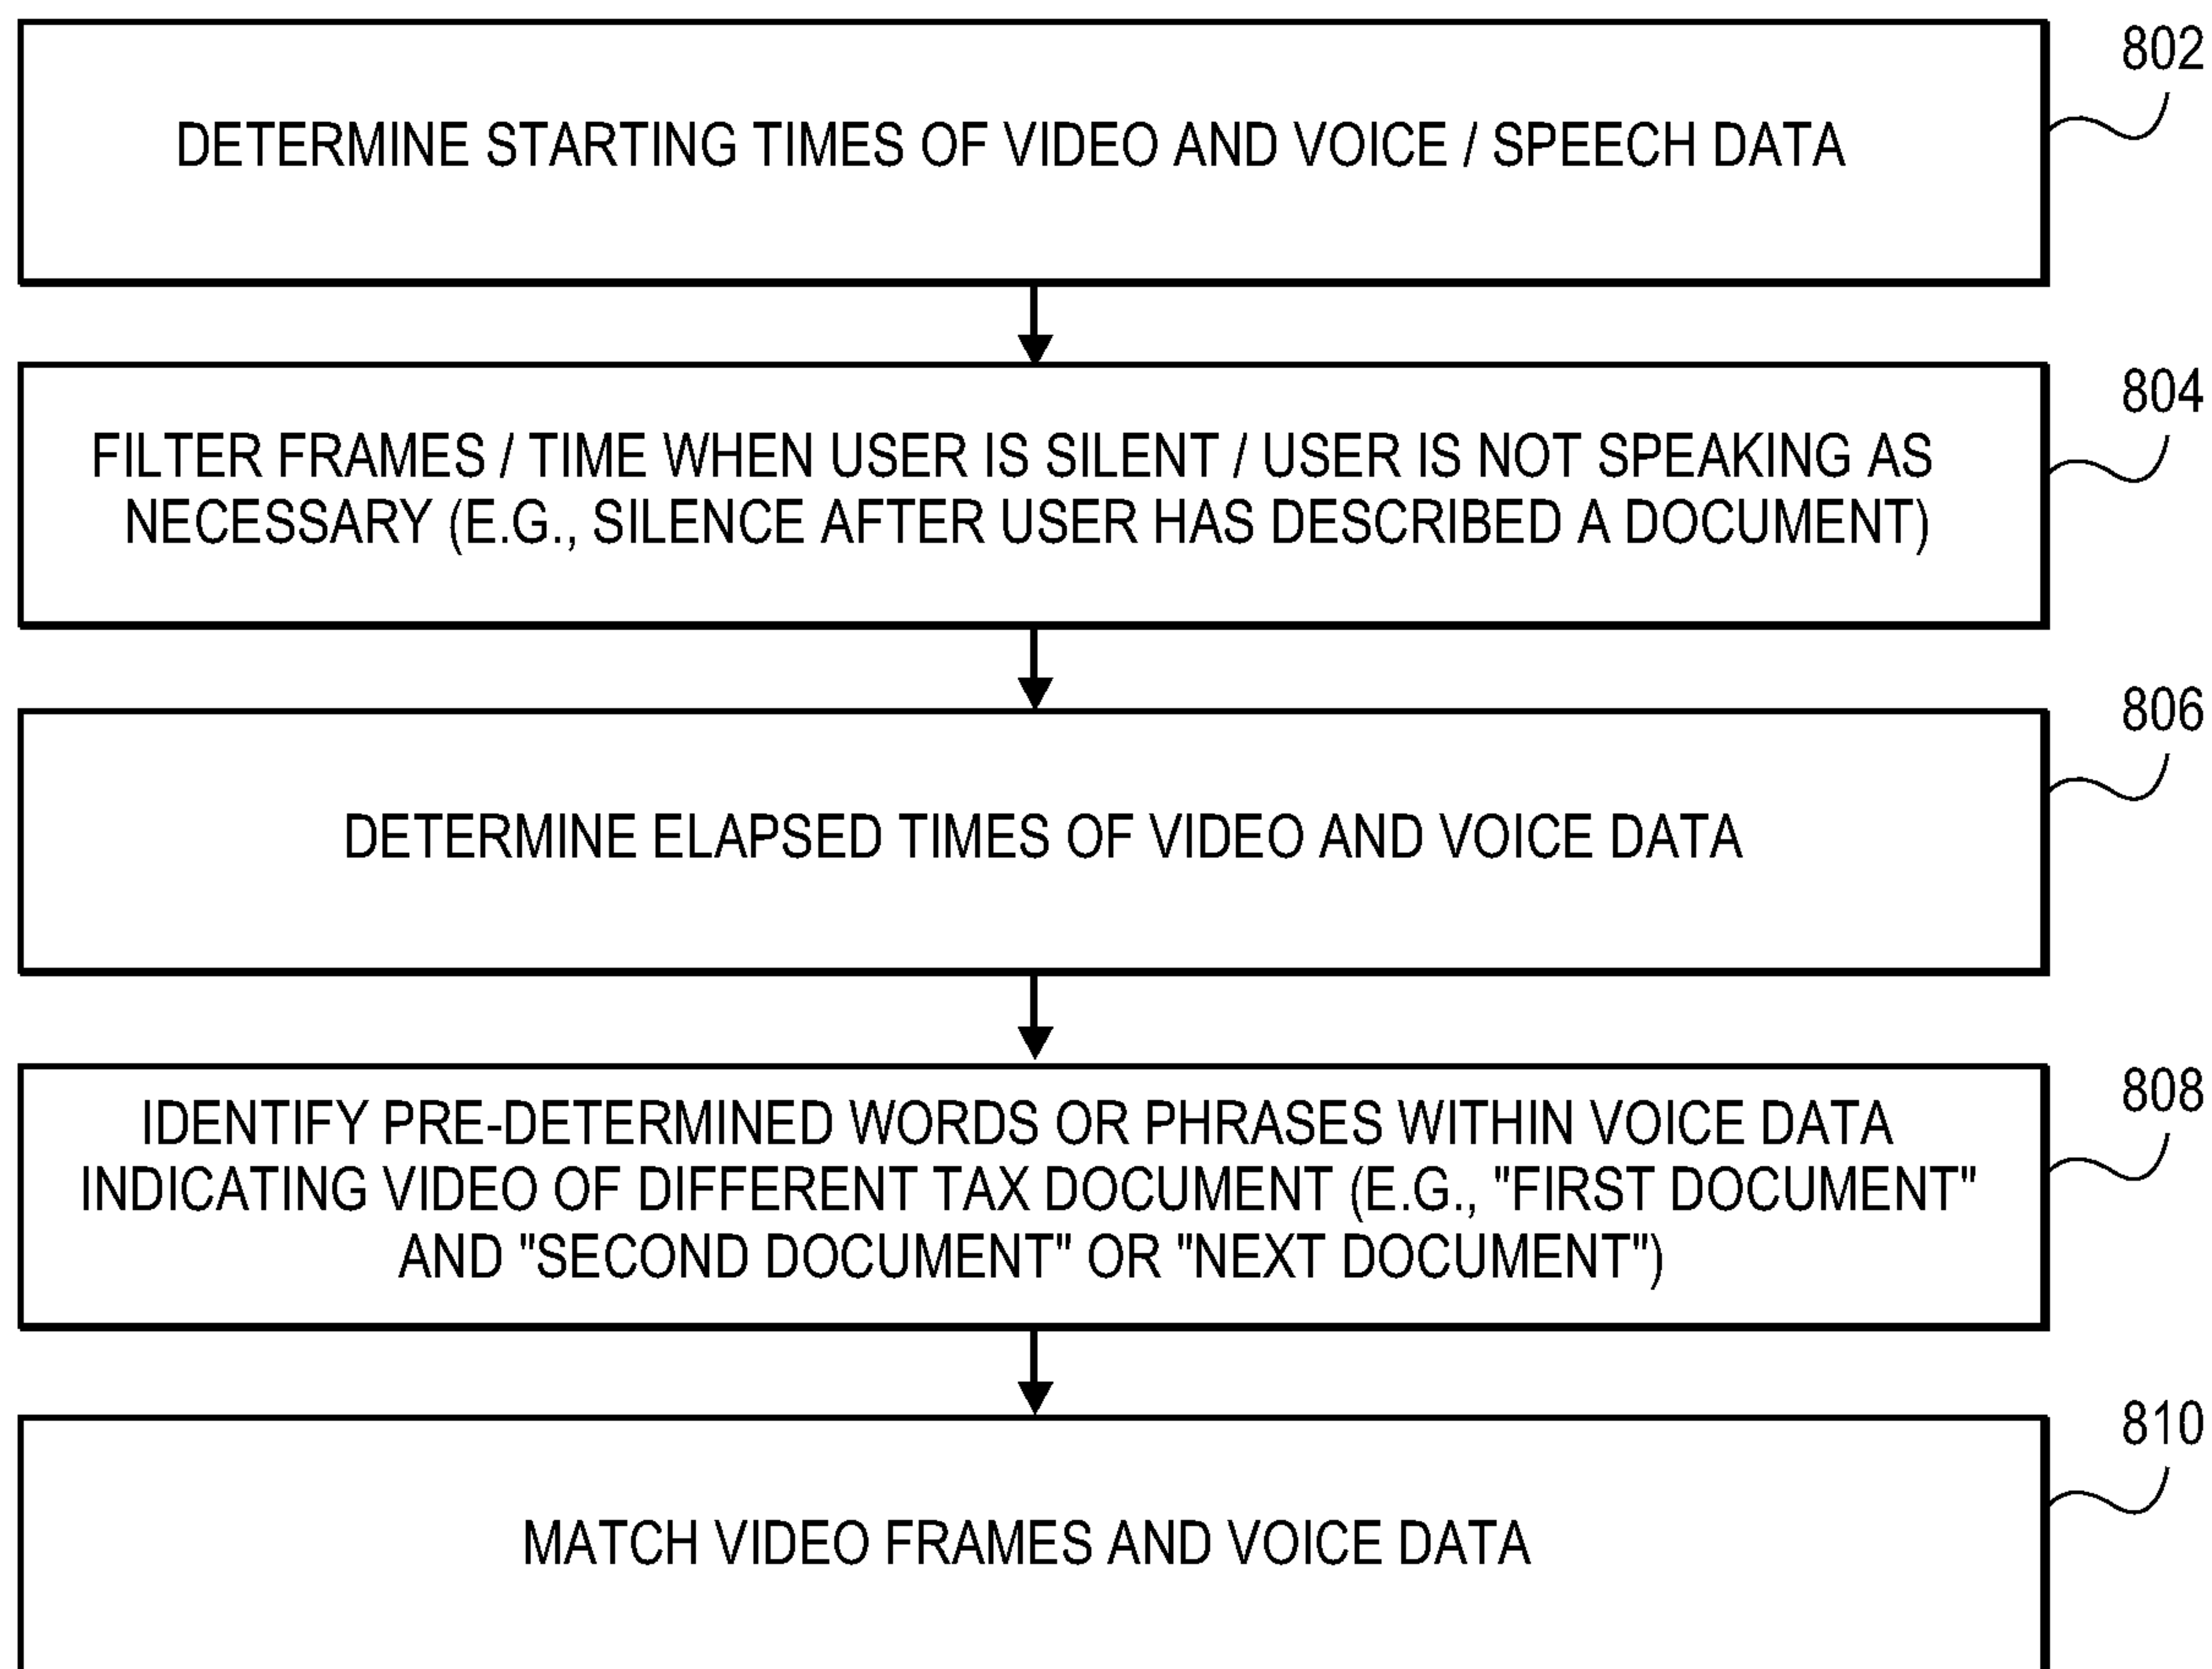 802
DETERMINE STARTING TIMES OF VIDEO AND VOICE / SPEECH DATA
804
FILTER FRAMES / TIME WHEN USER IS SILENT / USER IS NOT SPEAKING AS
NECESSARY (E.G., SILENCE AFTER USER HAS DESCRIBED A DOCUMENT)
806
DETERMINE ELAPSED TIMES OF VIDEO AND VOICE DATA
808
IDENTIFY PRE-DETERMINED WORDS OR PHRASES WITHIN VOICE DATA
INDICATING VIDEO OF DIFFERENT TAX DOCUMENT (E.G., "FIRST DOCUMENT"
AND "SECOND DOCUMENT" OR "NEXT DOCUMENT")
810
MATCH VIDEO FRAMES AND VOICE DATA